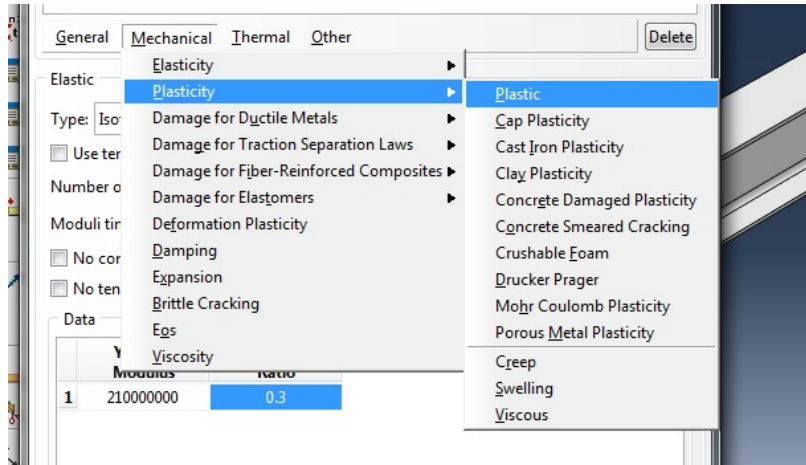 General Mechanical Thermal Other Delete
Elasticity
Plasticity
Damage for Ductile Metals
Damage for Traction Separation Laws
Damage for Fiber-Reinforced Composites
Damage for Elastomers
Deformation Plasticity
Damping
Expansion
Brittle Cracking
Eos
Viscosity
Plastic
Cap Plasticity
Cast Iron Plasticity
Clay Plasticity
Concrete Damaged Plasticity
Concrete Smeared Cracking
Crushable Foam
Drucker Prager
Mohr Coulomb Plasticity
Porous Metal Plasticity
Creep
Swelling
Viscous
Elastic
Type: Iso
Use ter
Number o
Moduli tin
No cor
No ten
Data
Modulus Ratio
1 210000000 0.3